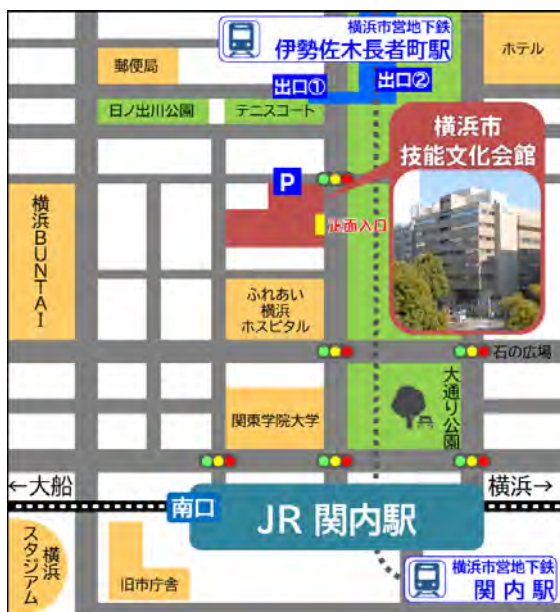 横浜市営地下鉄
伊勢佐木長者町駅
ホテル
郵便局
出口①
出口②
日ノ出川公園
テニスコート
横浜市
技能文化会館
P
横浜BUNTAI
正面入口
ふれあい
横浜
ホスピタル
石の広場
大通り公園
関東学院大学
←大船
横浜→
南口
JR 関内駅
横浜
スタジアム
旧市庁舎
横浜市営地下鉄
関内駅